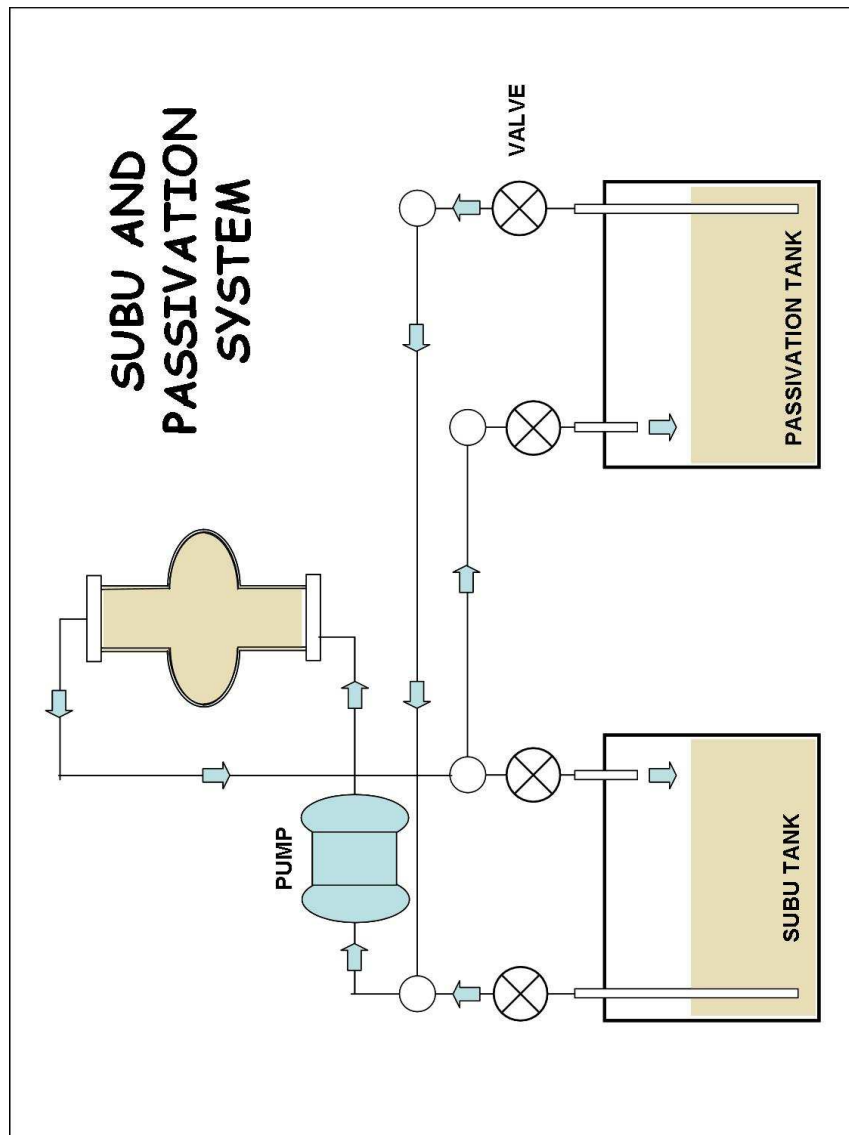 SUBU AND
PASSIVATION
SYSTEM
VALVE
PUMP
SUBU TANK
PASSIVATION TANK